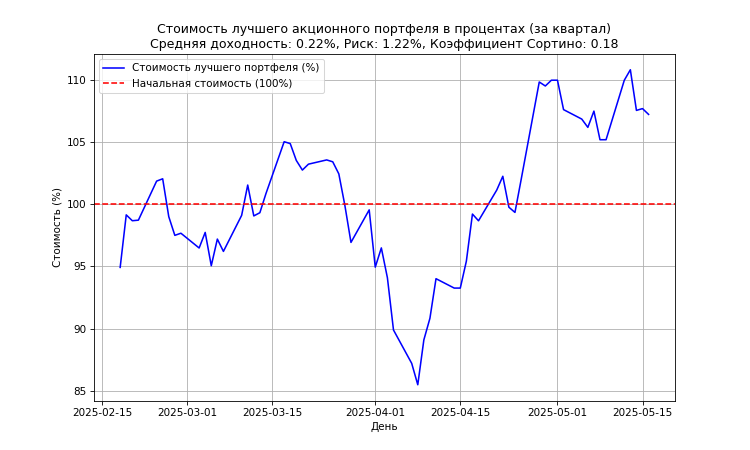 Стоимость лучшего акционного портфеля в процентах (за квартал)
Средняя доходность: 0.22%, Риск: 1.22%, Коэффициент Сортино: 0.18
Стоимость лучшего портфеля (%)
Начальная стоимость (100%)
Стоимость (%)
110
105
100
95
90
85
2025-02-15 2025-03-01 2025-03-15 2025-04-01 2025-04-15 2025-05-01 2025-05-15
День